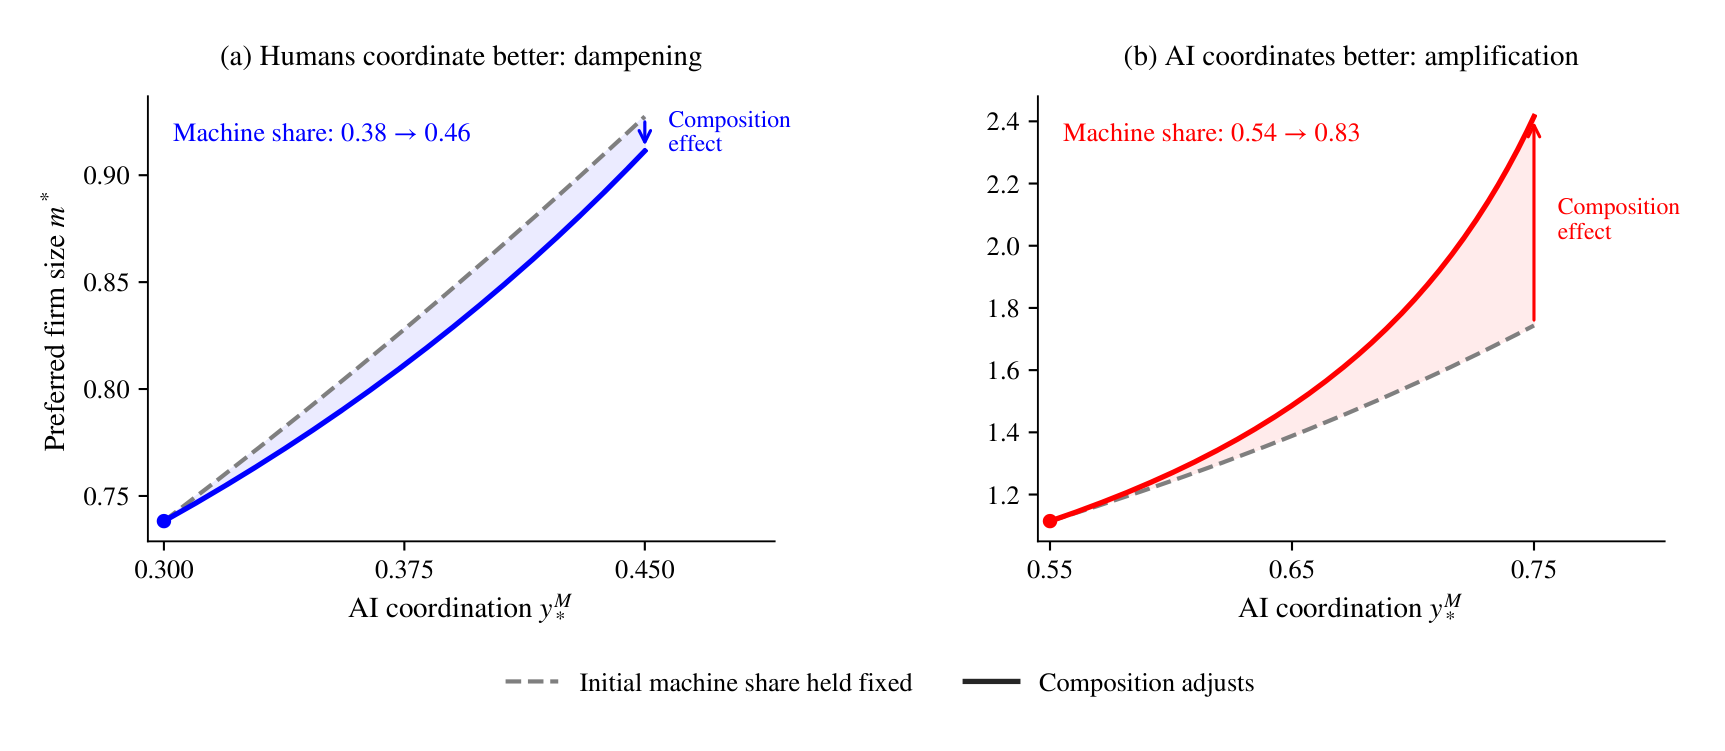 (a) Humans coordinate better: dampening
Machine share: 0.38 → 0.46
Composition
effect
Preferred firm size m*
0.90
0.85
0.80
0.75
0.300
0.375
0.450
AI coordination y_*^M
(b) AI coordinates better: amplification
Machine share: 0.54 → 0.83
Composition
effect
2.4
2.2
2.0
1.8
1.6
1.4
1.2
0.55
0.65
0.75
AI coordination y_*^M
Initial machine share held fixed
Composition adjusts